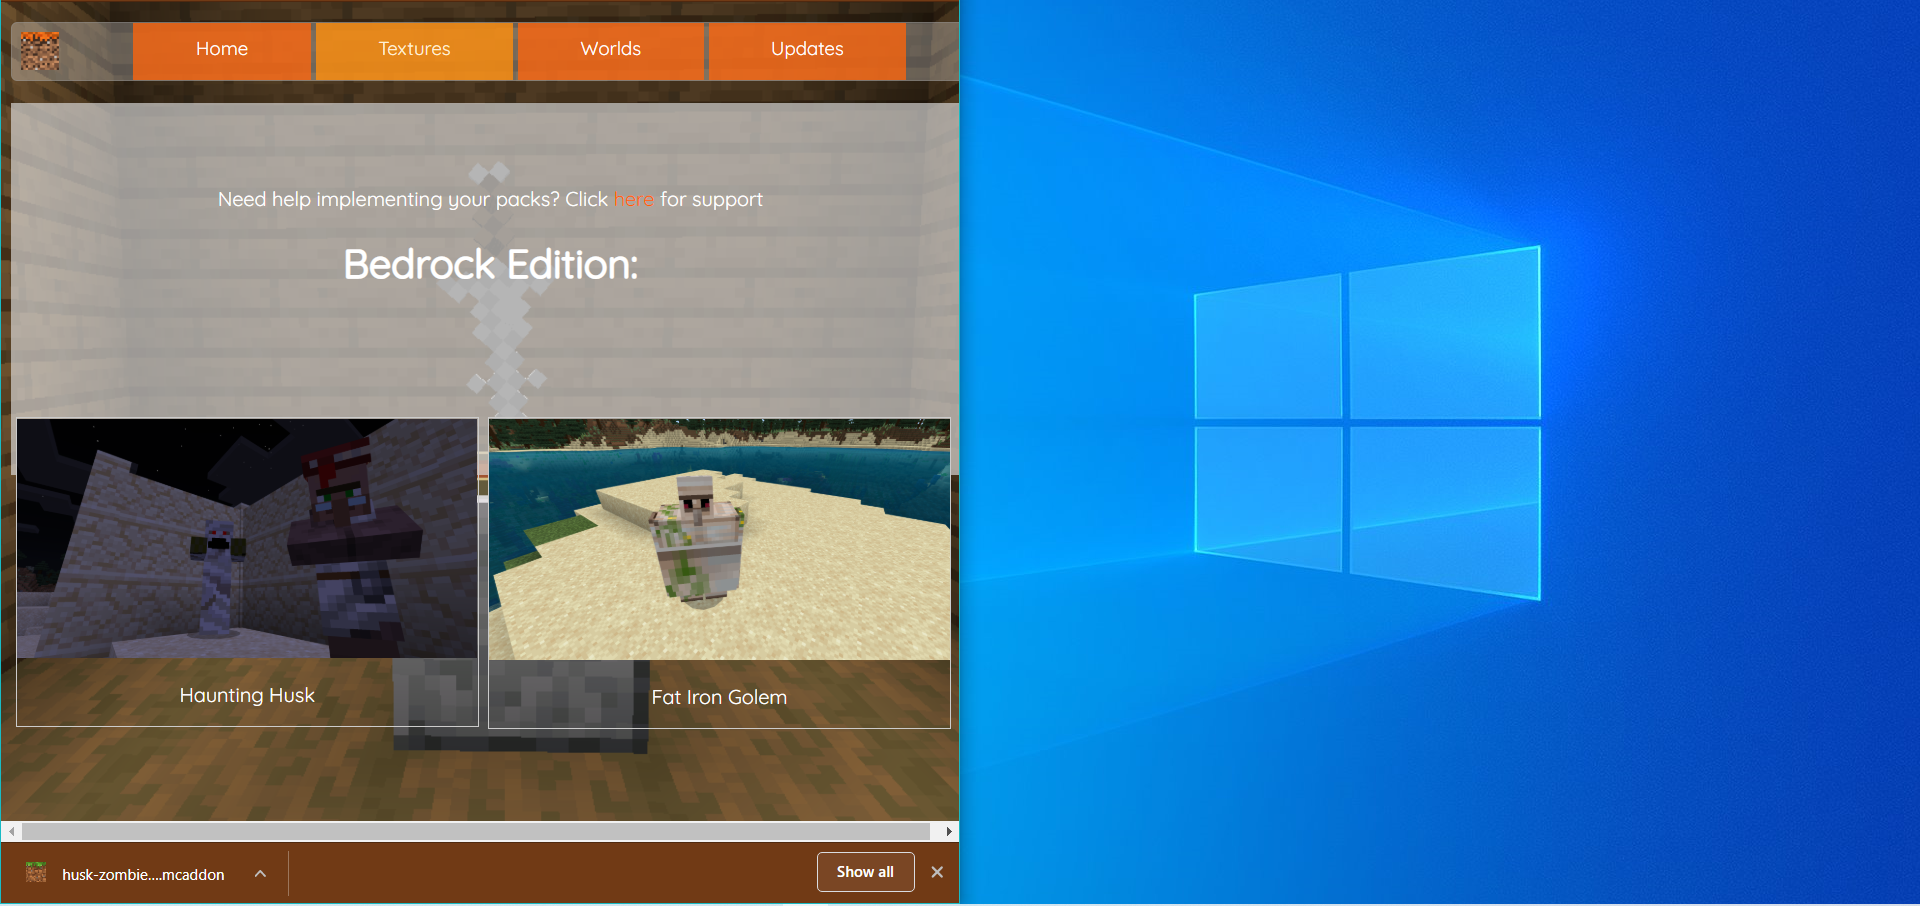 Home Textures Worlds Updates
Need help implementing your packs? Click here for support
Bedrock Edition:
Haunting Husk
Fat Iron Golem
husk-zombie....mcaddon
Show all